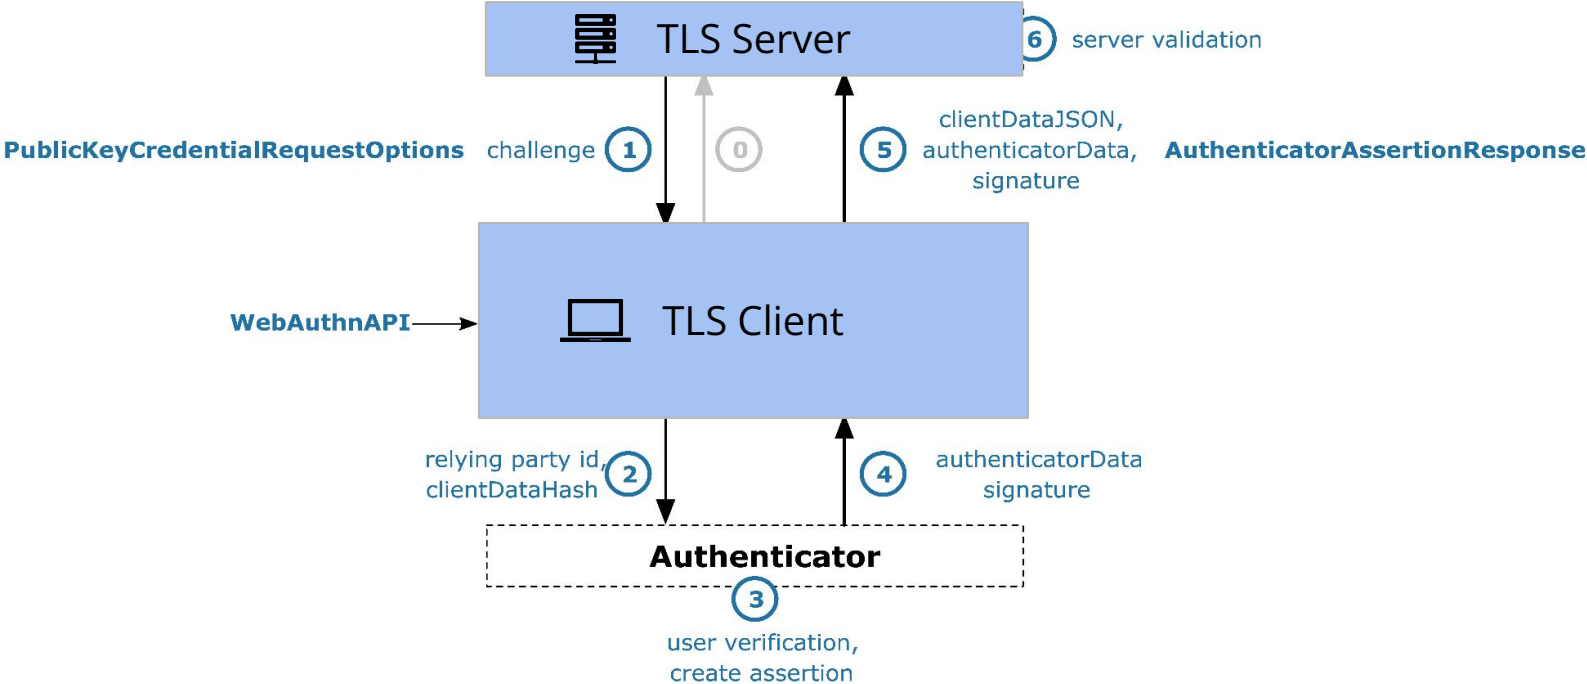 TLS Server
6 server validation
PublicKeyCredentialRequestOptions challenge 1
0
5
clientDataJSON,
authenticatorData,
signature
AuthenticatorAssertionResponse
WebAuthnAPI
TLS Client
relying party id,
clientDataHash
2
4
authenticatorData
signature
Authenticator
3
user verification,
create assertion